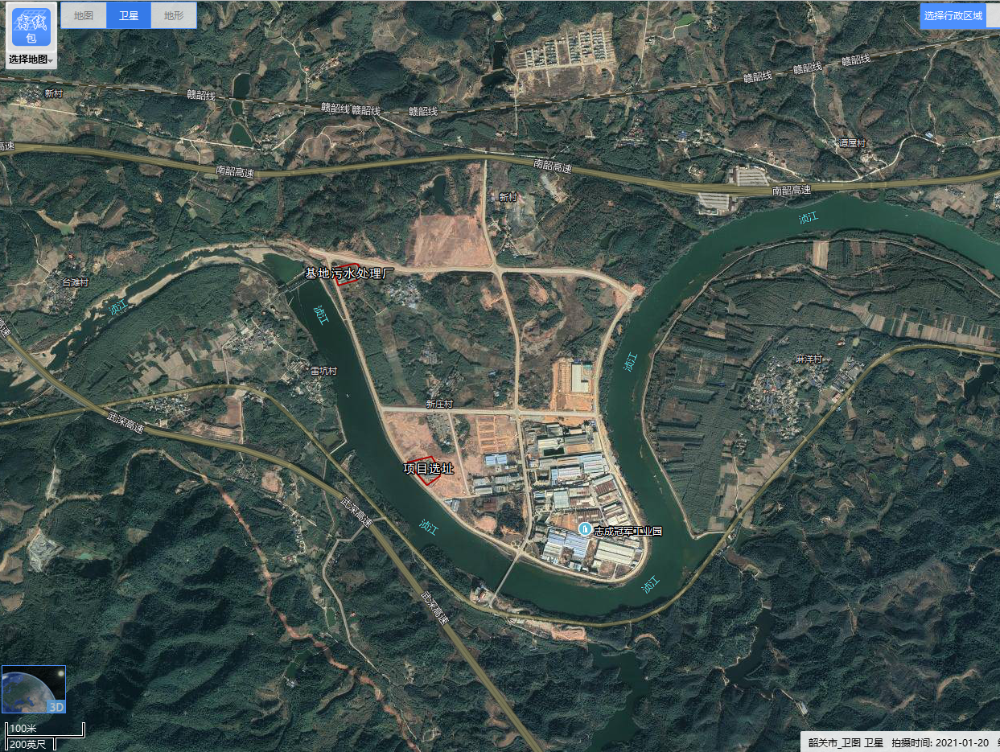 地图
卫星
地形
选择行政区域
包
选择地图
赣韶线
赣韶线
赣韶线
新村
赣韶线
赣韶线
赣韶线
赣韶线
高速
南韶高速
南韶高速
南韶高速
新村
浈江
基地污水处理厂
台滩村
浈江
浈江
高速
浈江
麻洋村
雷坑村
新庄村
武深高速
项目选址
武深高速
浈江
志成冠军工业园
浈江
武深高速
3D
100米
200英尺
韶关市_卫图 卫星 拍摄时间: 2021-01-20